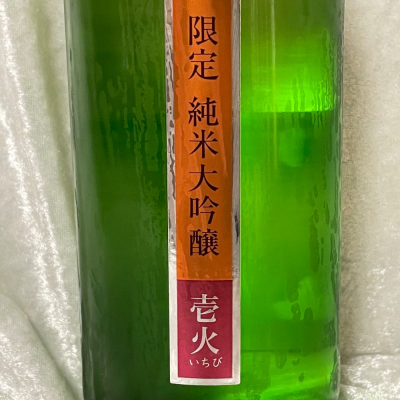 限定 純米大吟醸
壱火
いちび